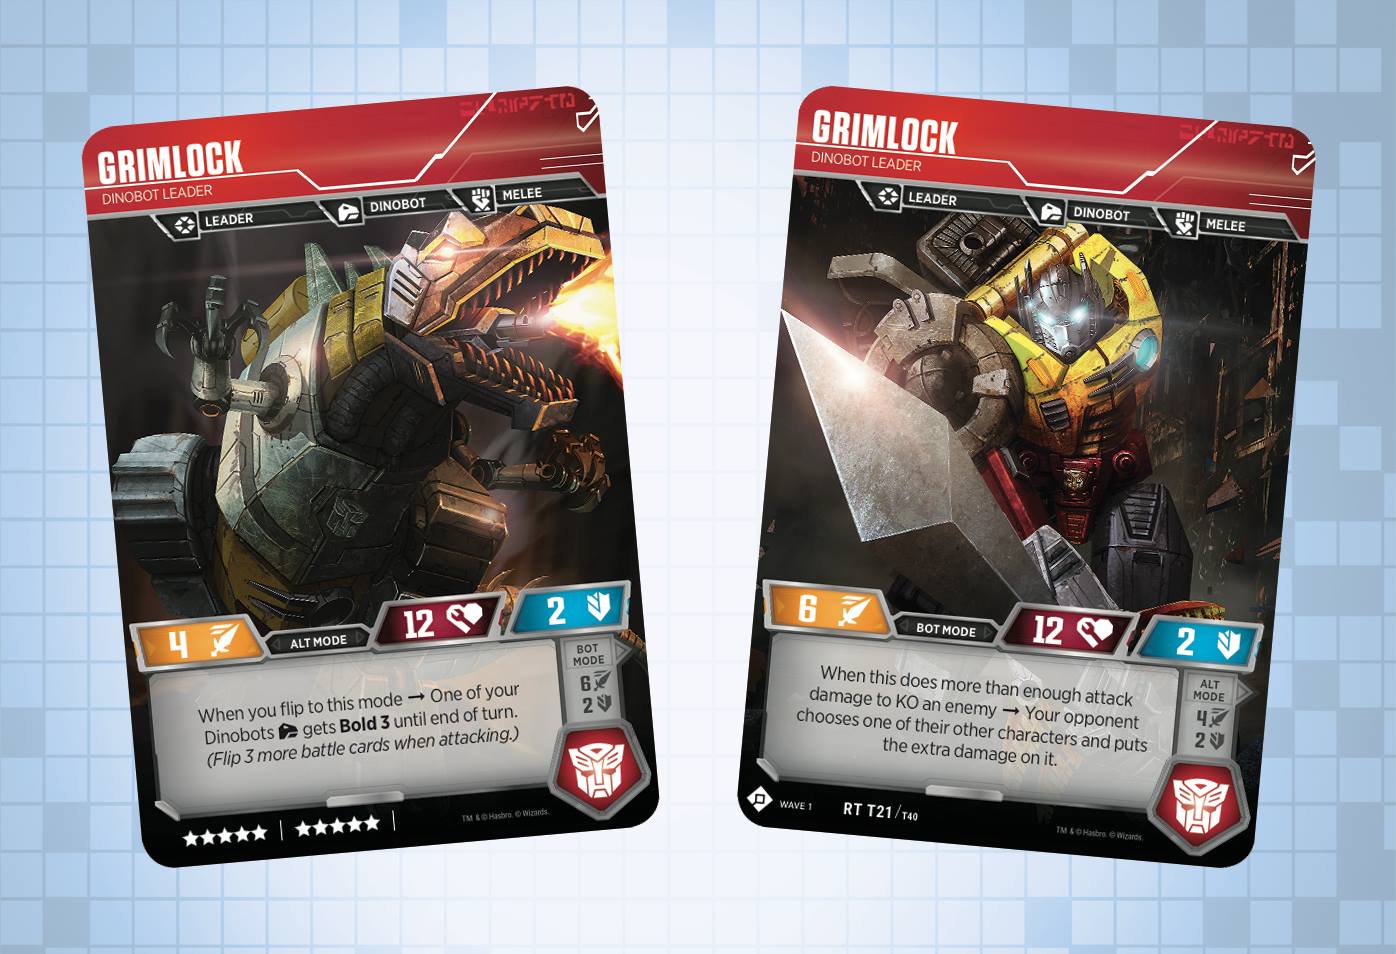 GRIMLOCK
DINOBOT LEADER
LEADER
DINOBOT
MELEE
4
ALT MODE
12
2
When you flip to this mode → One of your
Dinobots gets Bold 3 until end of turn.
(Flip 3 more battle cards when attacking.)
BOT
MODE
6
2
TM & © Hasbro. © Wizards.
GRIMLOCK
DINOBOT LEADER
LEADER
DINOBOT
MELEE
6
BOT MODE
12
2
When this does more than enough attack
damage to KO an enemy → Your opponent
chooses one of their other characters and puts
the extra damage on it.
ALT
MODE
4
2
WAVE 1
RT T21/T40
TM & © Hasbro. © Wizards.